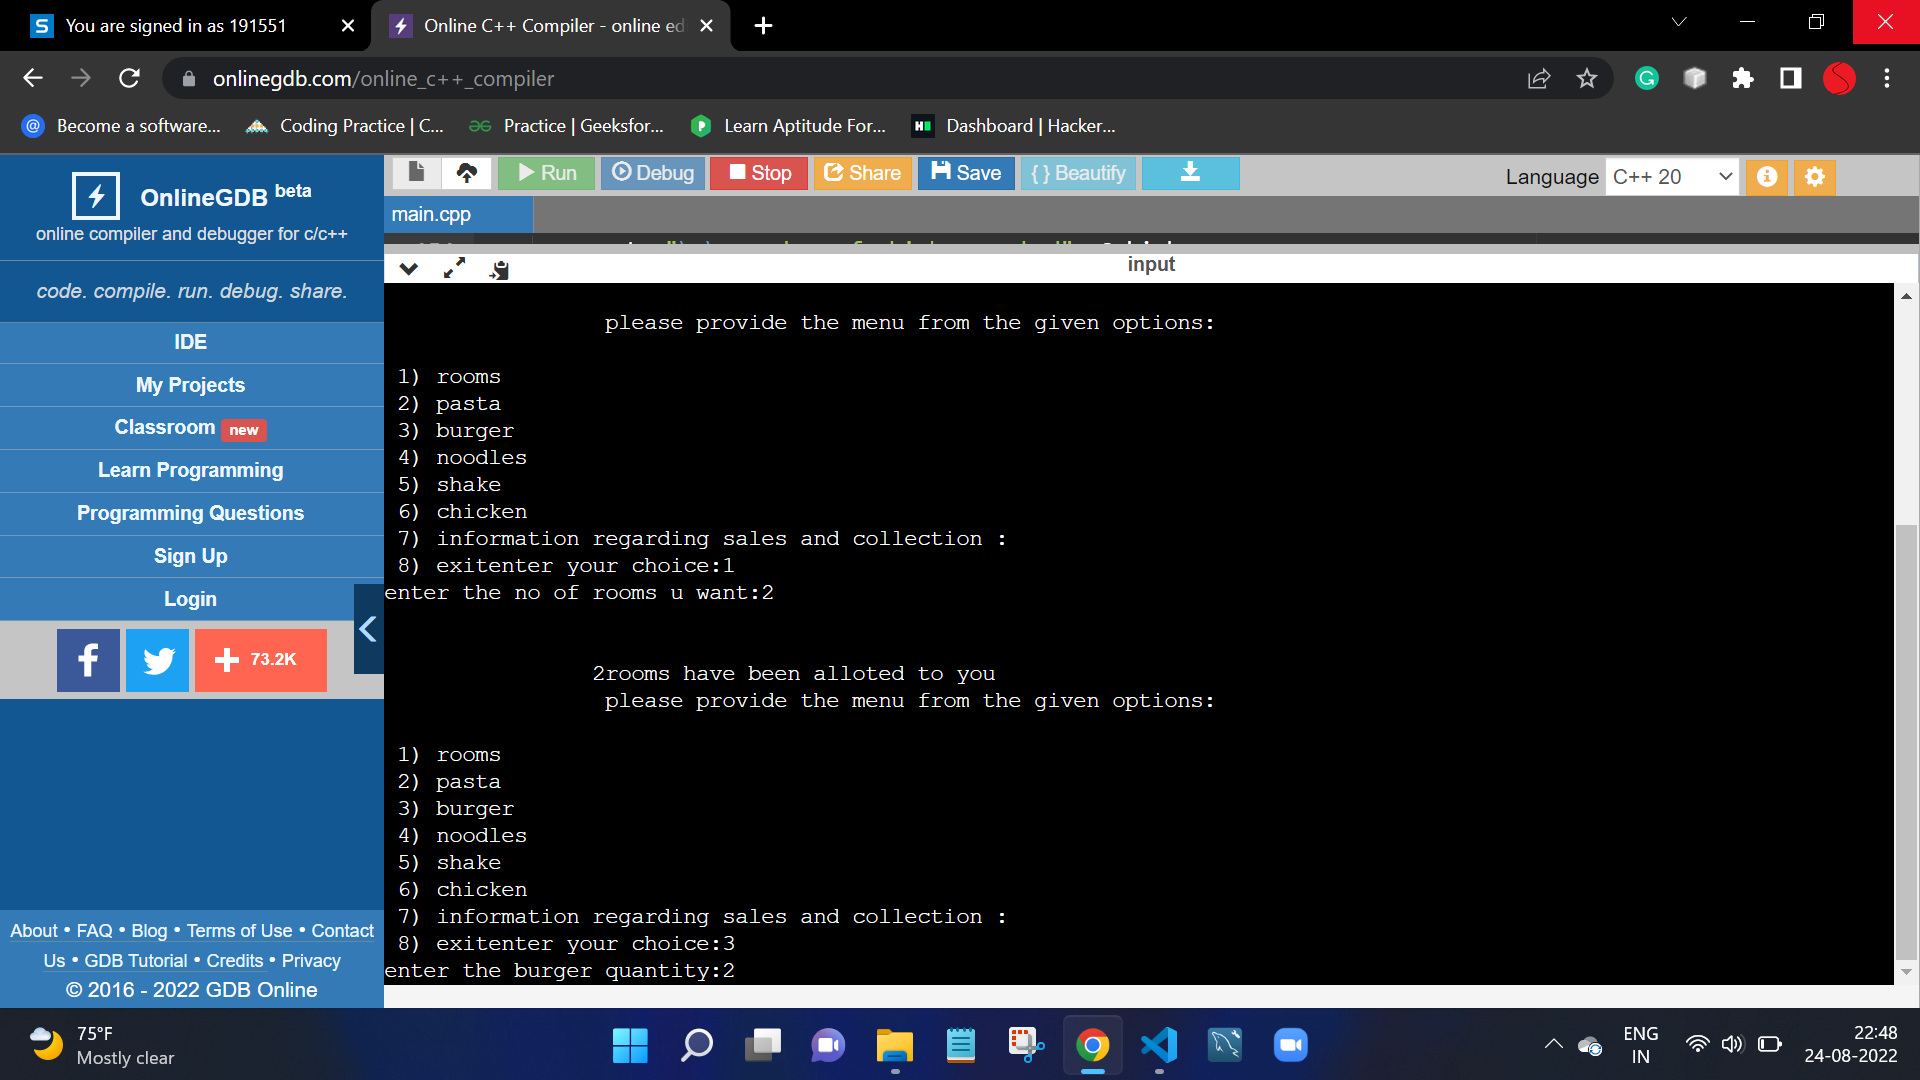 You are signed in as 191551
Online C++ Compiler - online ed
onlinegdb.com/online_c++_compiler
Become a software... Coding Practice | C... Practice | Geeksfor... Learn Aptitude For... Dashboard | Hacker...
OnlineGDB beta
online compiler and debugger for c/c++
code. compile. run. debug. share.
IDE
My Projects
Classroom new
Learn Programming
Programming Questions
Sign Up
Login
73.2K
About • FAQ • Blog • Terms of Use • Contact
Us • GDB Tutorial • Credits • Privacy
© 2016 - 2022 GDB Online
Run Debug Stop Share Save { } Beautify
Language C++ 20
main.cpp
input
please provide the menu from the given options:
1) rooms
2) pasta
3) burger
4) noodles
5) shake
6) chicken
7) information regarding sales and collection :
8) exitenter your choice:1
enter the no of rooms u want:2
2rooms have been alloted to you
please provide the menu from the given options:
1) rooms
2) pasta
3) burger
4) noodles
5) shake
6) chicken
7) information regarding sales and collection :
8) exitenter your choice:3
enter the burger quantity:2
75°F
Mostly clear
ENG
IN
22:48
24-08-2022